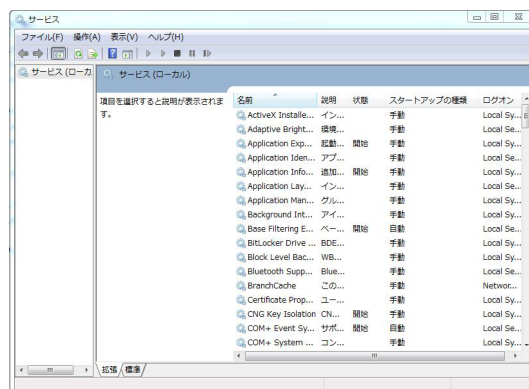 サービス
ファイル(F) 操作(A) 表示(V) ヘルプ(H)
サービス (ローカ
サービス (ローカル)
項目を選択すると説明が表示されます。
名前 説明 状態 スタートアップの種類 ログオン
ActiveX Installe... イン... 手動 Local Sy...
Adaptive Bright... 環境... 手動 Local Se...
Application Exp... 起動... 開始 手動 Local Sy...
Application Iden... アプ... 手動 Local Se...
Application Info... 追加... 開始 手動 Local Sy...
Application Lay... イン... 手動 Local Se...
Application Man... グル... 手動 Local Sy...
Background Int... アイ... 手動 Local Sy...
Base Filtering E... ベー... 開始 自動 Local Se...
BitLocker Drive ... BDE... 手動 Local Sy...
Block Level Bac... WB... 手動 Local Sy...
Bluetooth Supp... Blue... 手動 Local Se...
BranchCache この... 手動 Networ...
Certificate Prop... ユー... 手動 Local Sy...
CNG Key Isolation CN... 開始 手動 Local Sy...
COM+ Event Sy... サポ... 開始 自動 Local Se...
COM+ System ... コン... 手動 Local Sy...
拡張 標準